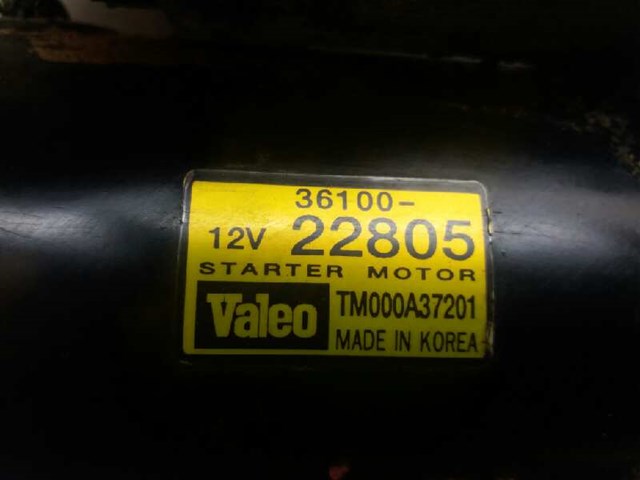 36100-
12V 22805
STARTER MOTOR
Valeo TM000A37201
MADE IN KOREA